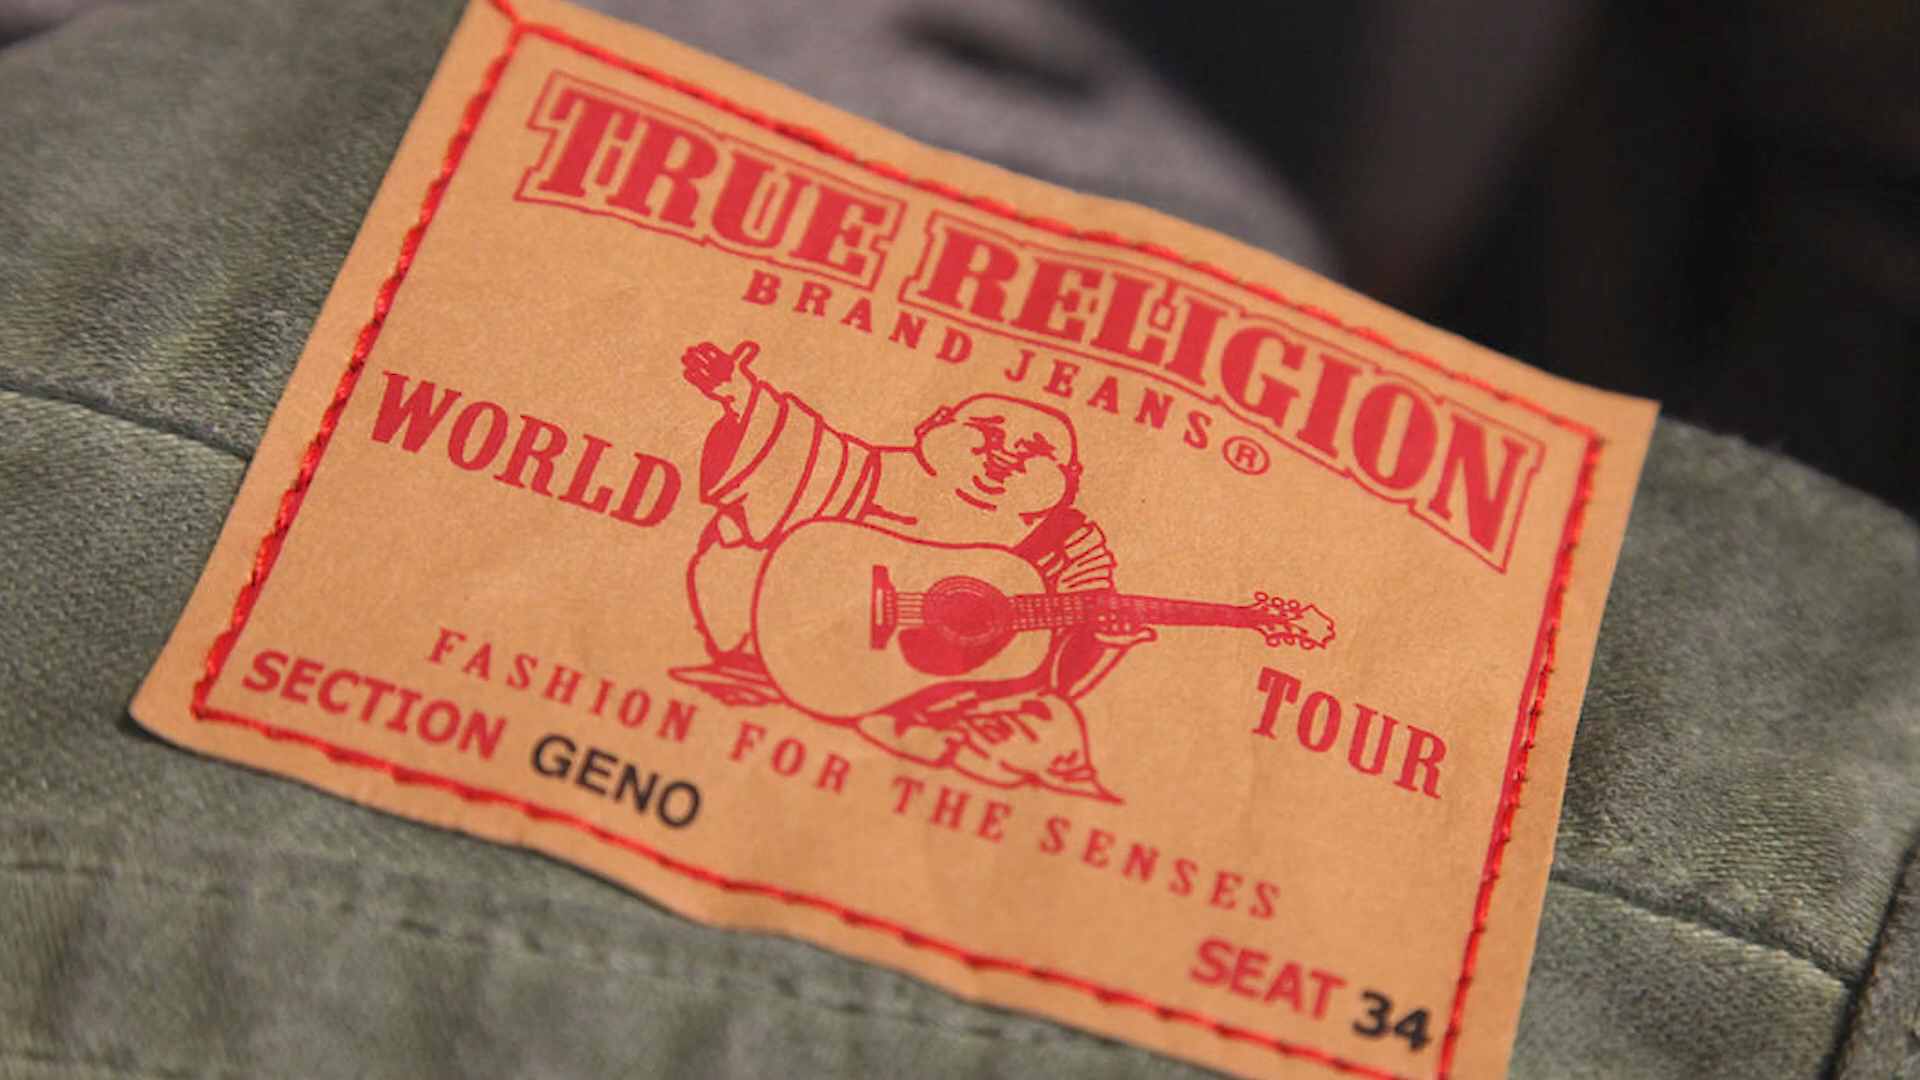 TRUE RELIGION
BRAND JEANS®
WORLD TOUR
FASHION FOR THE SENSES
SECTION GENO
SEAT 34